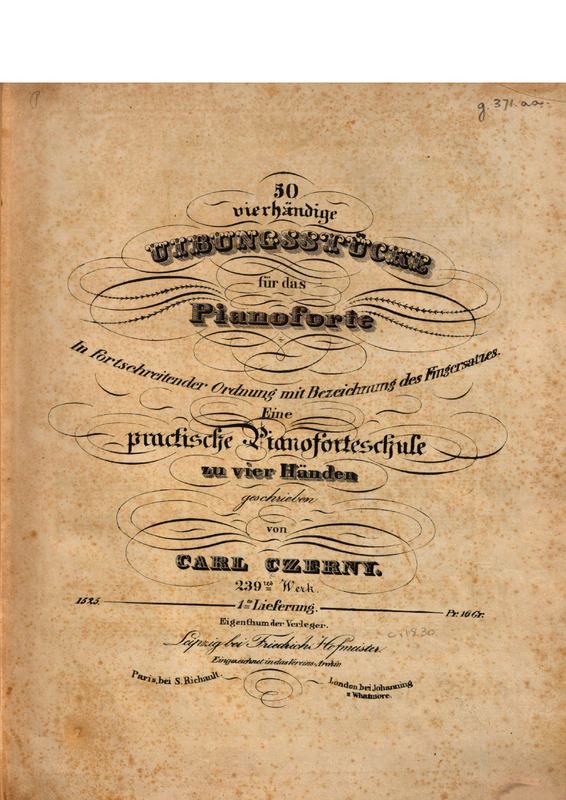 g. 371. aa.
50
vierhändige
UIBUNGSSTÜCKE
für das
Pianoforte
In fortschreitender Ordnung mit Bezeichnung des Fingersatzes.
Eine
practische Pianoforteschule
zu vier Händen
geschrieben
von
CARL CZERNY.
239tes Werk.
1525. 1te Lieferung. Pr. 16 Gr.
Eigenthum der Verleger.
c. 1830.
Leipzig bei Friedrich Hofmeister.
Eingezeichnet in das Vereins-Archiv
Paris, bei S. Richault. London, bei Johanning
& Whatmore.